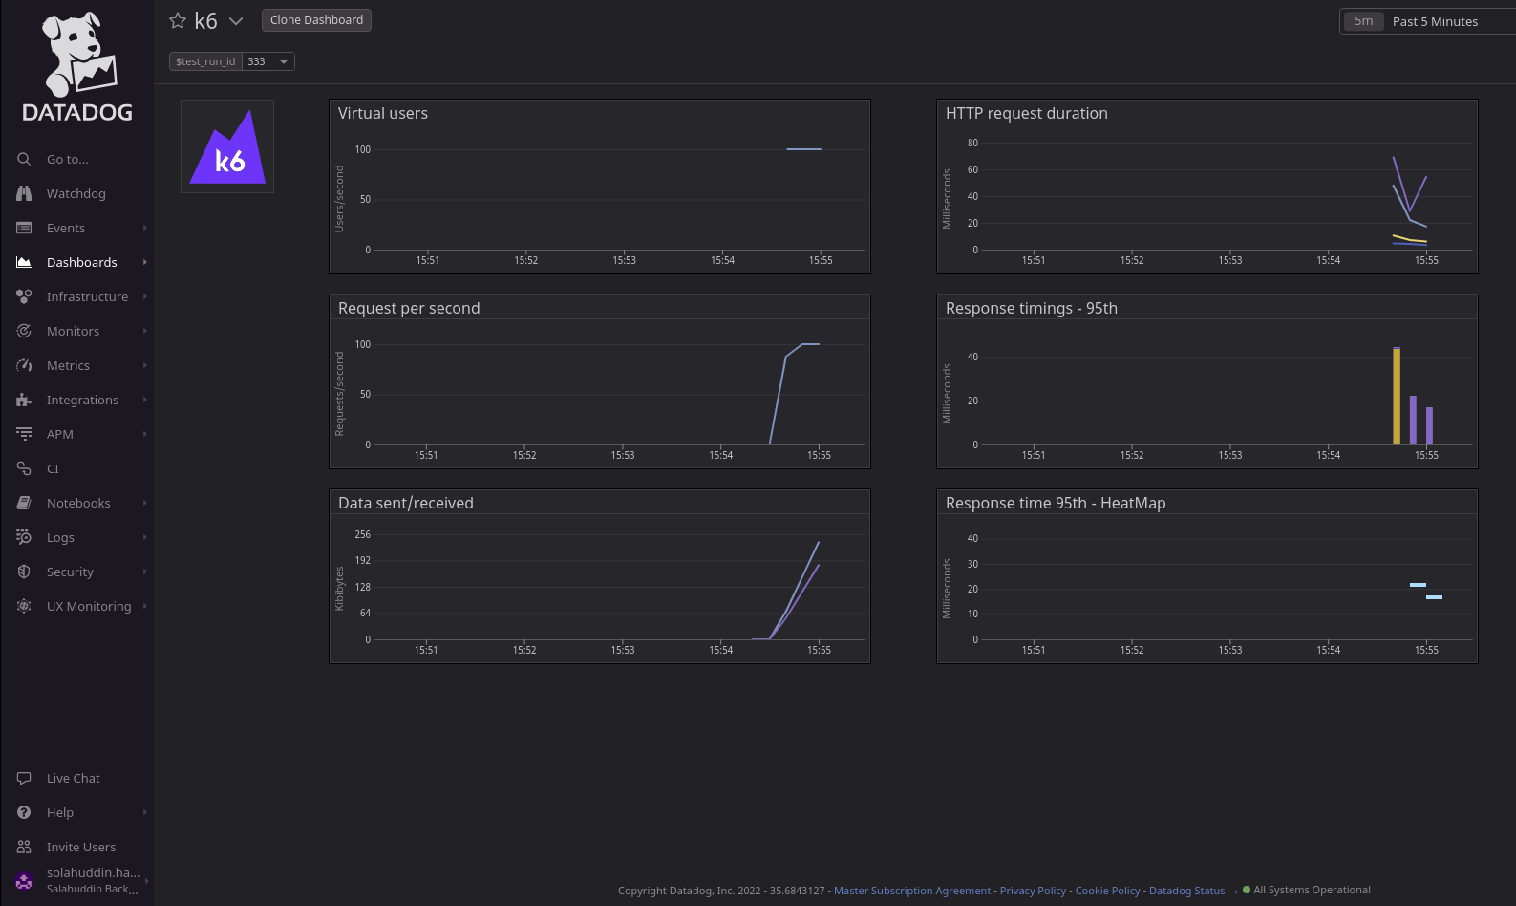 DATADOG
Go to...
Watchdog
Events
Dashboards
Infrastructure
Monitors
Metrics
Integrations
APM
CI
Notebooks
Logs
Security
UX Monitoring
Live Chat
Help
Invite Users
solahuddin.ha...
Salahuddin Back...
k6
Clone Dashboard
5m Past 5 Minutes
$test_run_id 333
k6
Virtual users
Users/second
100
50
0
15:51 15:52 15:53 15:54 15:55
HTTP request duration
Milliseconds
80
60
40
20
0
15:51 15:52 15:53 15:54 15:55
Request per second
Requests/second
100
50
0
15:51 15:52 15:53 15:54 15:55
Response timings - 95th
Milliseconds
40
20
0
15:51 15:52 15:53 15:54 15:55
Data sent/received
Kibibytes
256
192
128
64
0
15:51 15:52 15:53 15:54 15:55
Response time 95th - HeatMap
Milliseconds
40
30
20
10
0
15:51 15:52 15:53 15:54 15:55
Copyright Datadog, Inc. 2022 - 35.6843127 - Master Subscription Agreement - Privacy Policy - Cookie Policy - Datadog Status - All Systems Operational